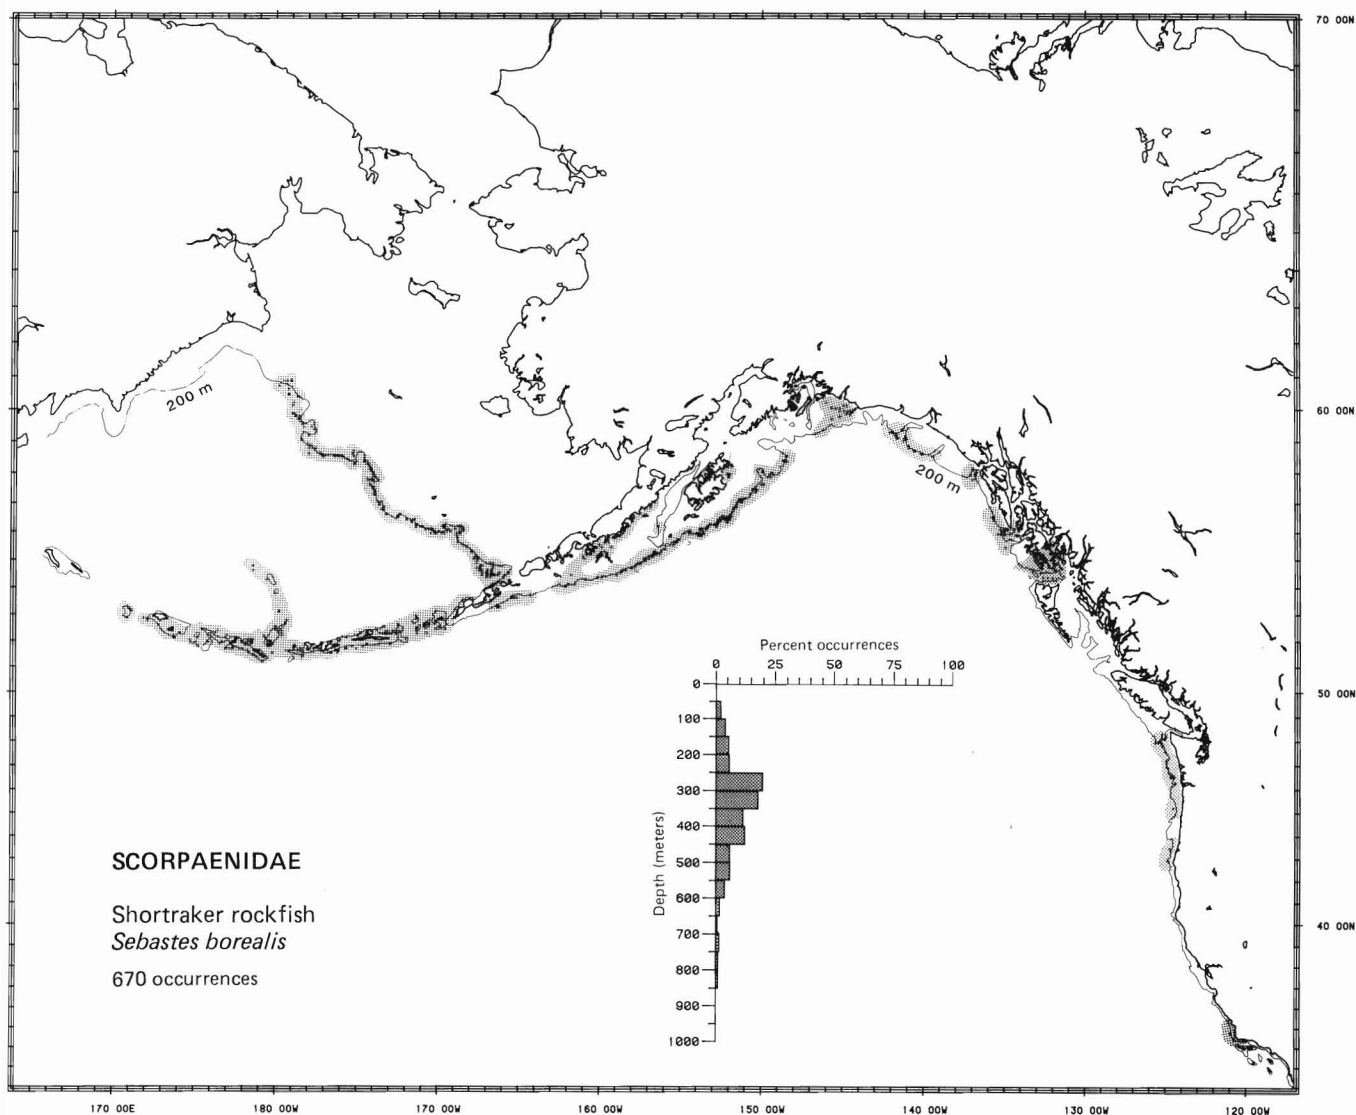 70 00N
200 m
60 00N
200 m
50 00N
Percent occurrences
0 25 50 75 100
0
100
200
300
400
500
600
700
800
900
1000
Depth (meters)
40 00N
SCORPAENIDAE
Shortraker rockfish
Sebastes borealis
670 occurrences
170 00E 180 00W 170 00W 160 00W 150 00W 140 00W 130 00W 120 00W